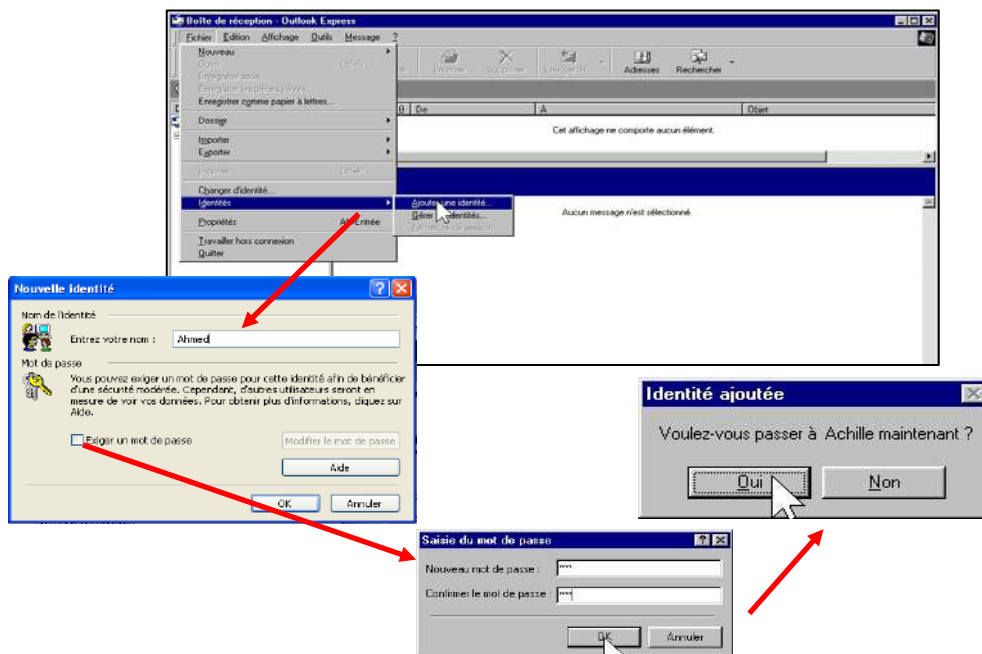 Boîte de réception - Outlook Express
Fichier Edition Affichage Outils Message ?
Nouveau
Enregistrer comme papier à lettres...
Dossier
Importer
Exporter
Changer d'identité...
Identités
Propriétés Alt+Entrée
Travailler hors connexion
Quitter
Imprimer Supprimer Adresses Rechercher
De À Objet
Cet affichage ne comporte aucun élément.
Ajouter une identité...
Gérer identités...
Aucun message n'est sélectionné.
Nouvelle identité
Nom de l'identité
Entrez votre nom : Ahmed
Mot de passe
Vous pouvez exiger un mot de passe pour cette identité afin de bénéficier
d'une sécurité modérée. Cependant, d'autres utilisateurs seront en
mesure de voir vos données. Pour obtenir plus d'informations, cliquez sur
Aide.
Exiger un mot de passe Modifier le mot de passe
Aide
OK Annuler
Identité ajoutée
Voulez-vous passer à Achille maintenant ?
Oui Non
Saisie du mot de passe
Nouveau mot de passe :
Confirmer le mot de passe :
OK Annuler